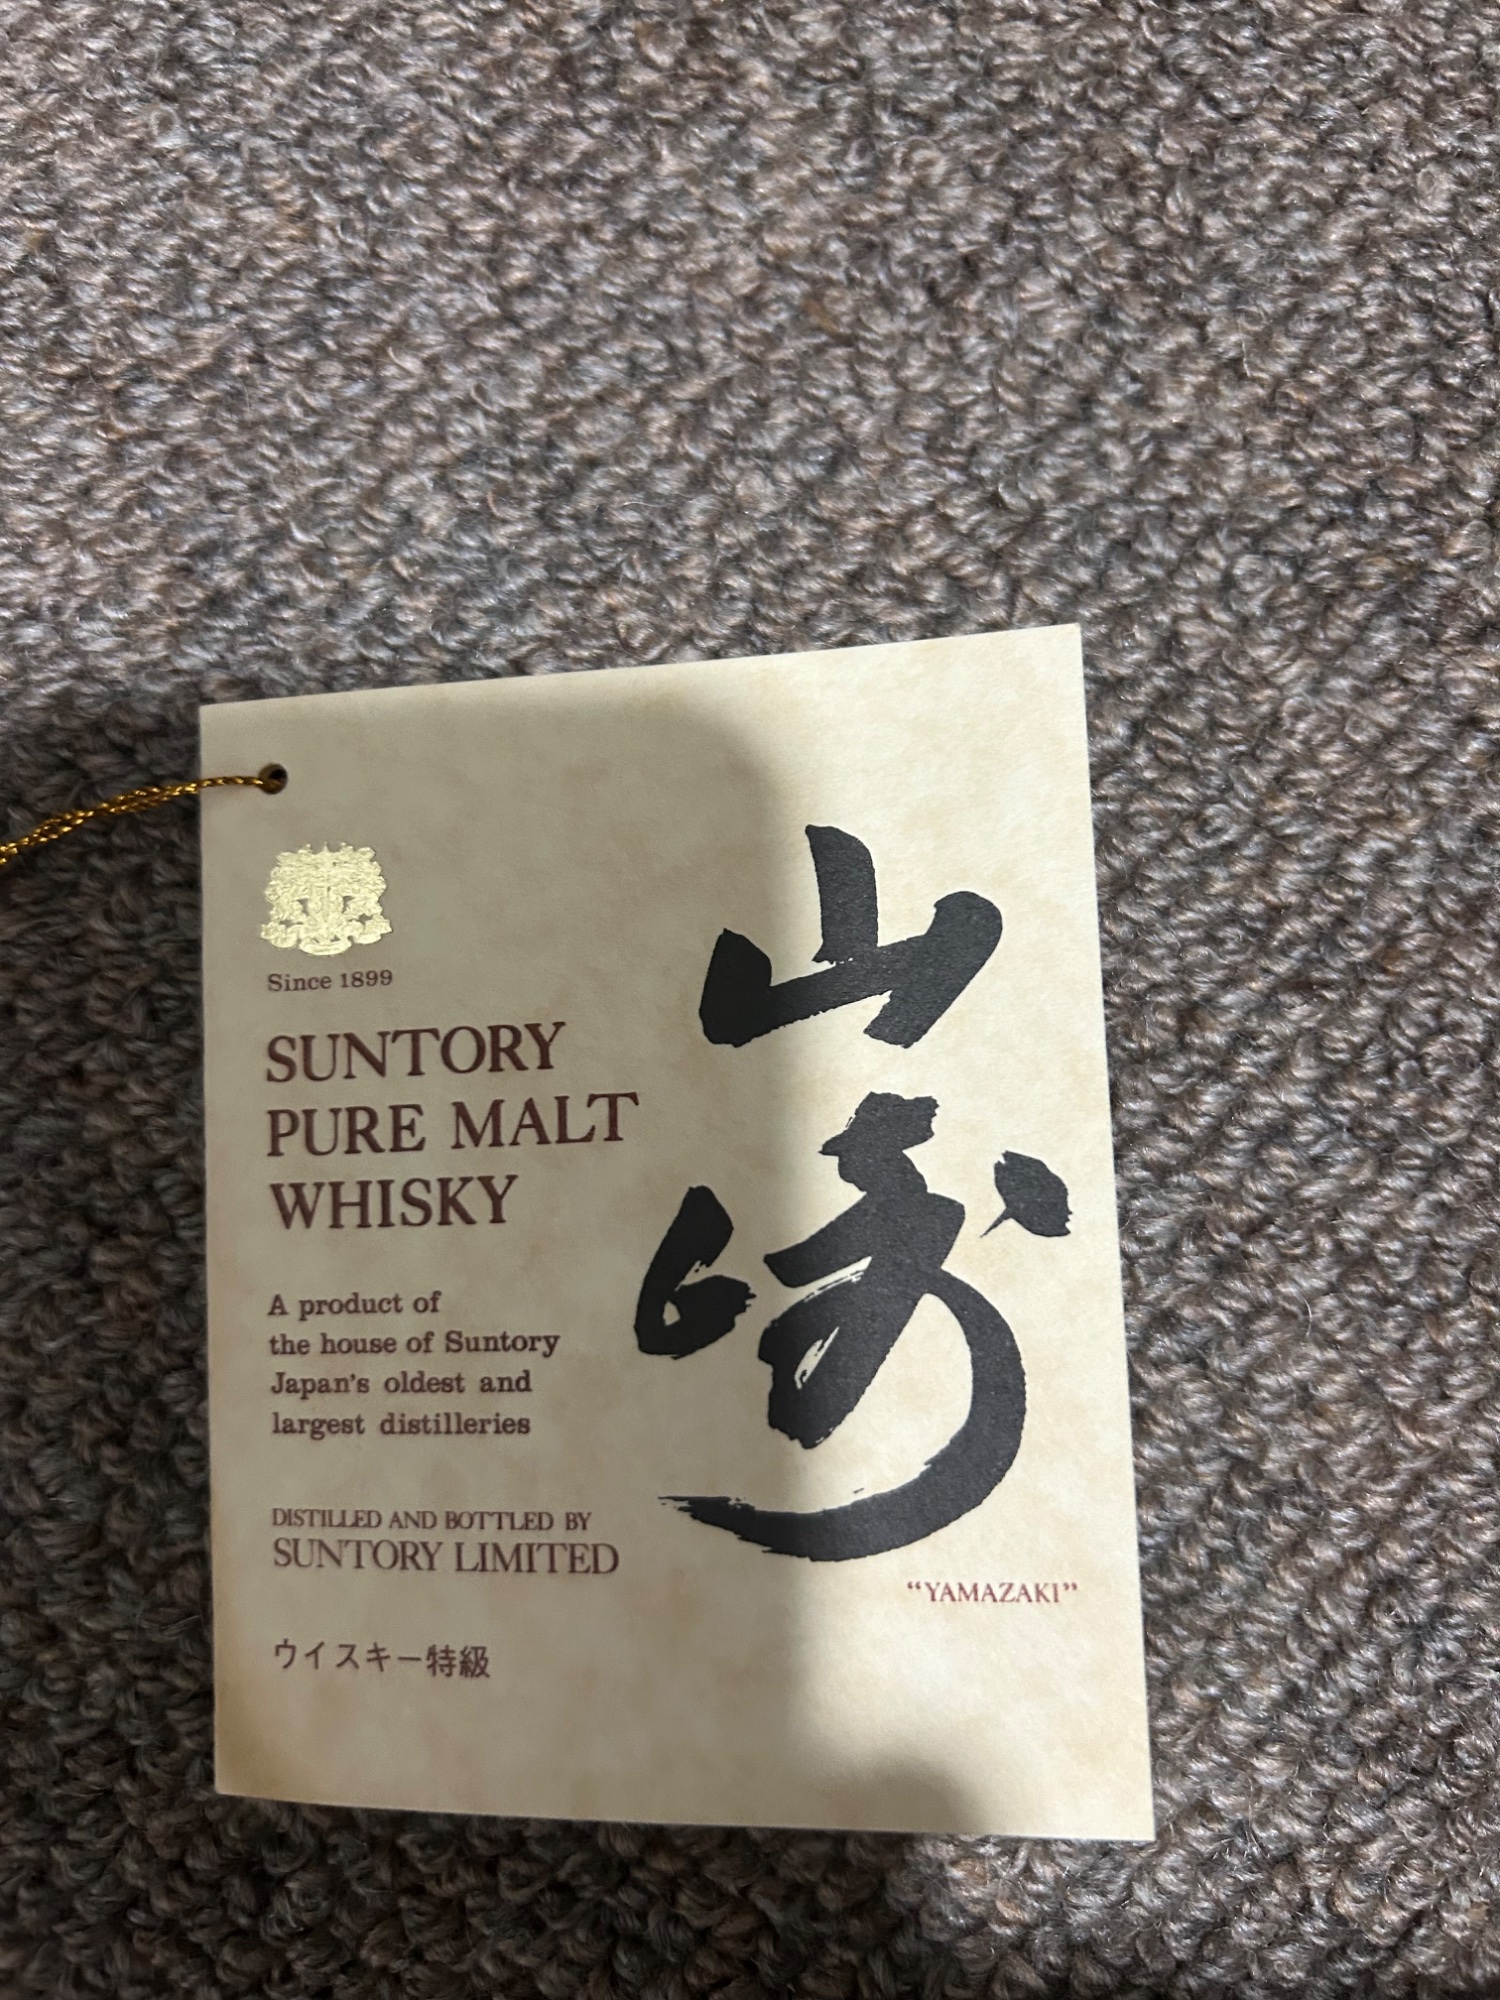 Since 1899
SUNTORY
PURE MALT
WHISKY
A product of
the house of Suntory
Japan's oldest and
largest distilleries
DISTILLED AND BOTTLED BY
SUNTORY LIMITED
ウイスキー特級
山崎
“YAMAZAKI”